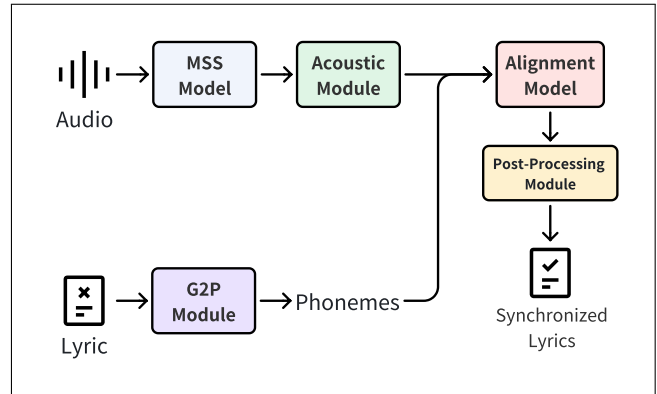 MSS
Model
Acoustic
Module
Alignment
Model
Audio
Post-Processing
Module
G2P
Module
Phonemes
Lyric
Synchronized
Lyrics